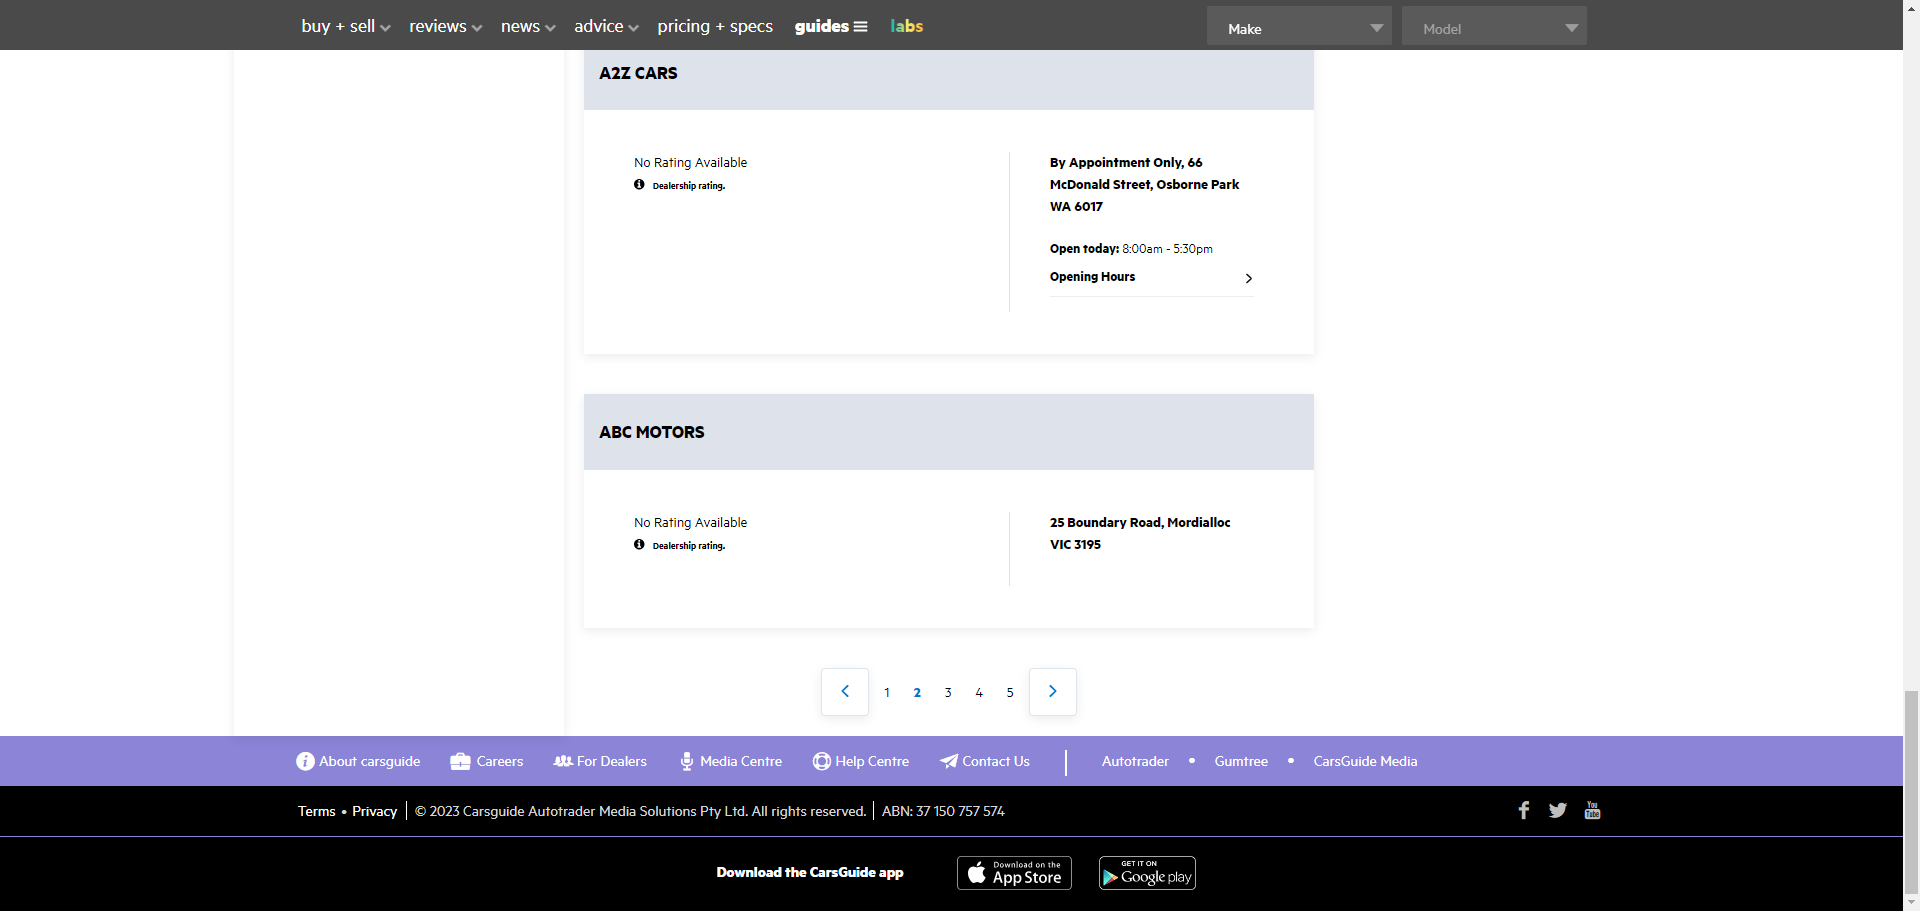 buy + sell reviews news advice pricing + specs guides labs Make Model
A2Z CARS
No Rating Available
Dealership rating.
By Appointment Only, 66
McDonald Street, Osborne Park
WA 6017
Open today: 8:00am - 5:30pm
Opening Hours
ABC MOTORS
No Rating Available
Dealership rating.
25 Boundary Road, Mordialloc
VIC 3195
1 2 3 4 5
About carsguide Careers For Dealers Media Centre Help Centre Contact Us | Autotrader • Gumtree • CarsGuide Media
Terms • Privacy | © 2023 Carsguide Autotrader Media Solutions Pty Ltd. All rights reserved. | ABN: 37 150 757 574
You
Tube
Download the CarsGuide app
Download on the
App Store
GET IT ON
Google play